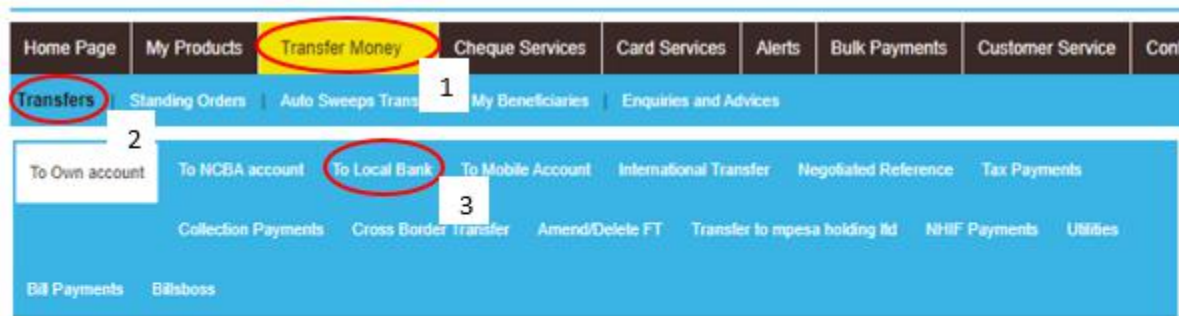 Home Page My Products Transfer Money Cheque Services Card Services Alerts Bulk Payments Customer Service
1
Transfers | Standing Orders | Auto Sweeps My Beneficiaries | Enquiries and Advices
2
To Own account To NCBA account To Local Bank To Mobile Account International Transfer Negotiated Reference Tax Payments
3
Collection Payments Cross Border Transfer Amend/Delete FT Transfer to mpesa holding ltd NHIF Payments Utilities
Bill Payments Billsboss